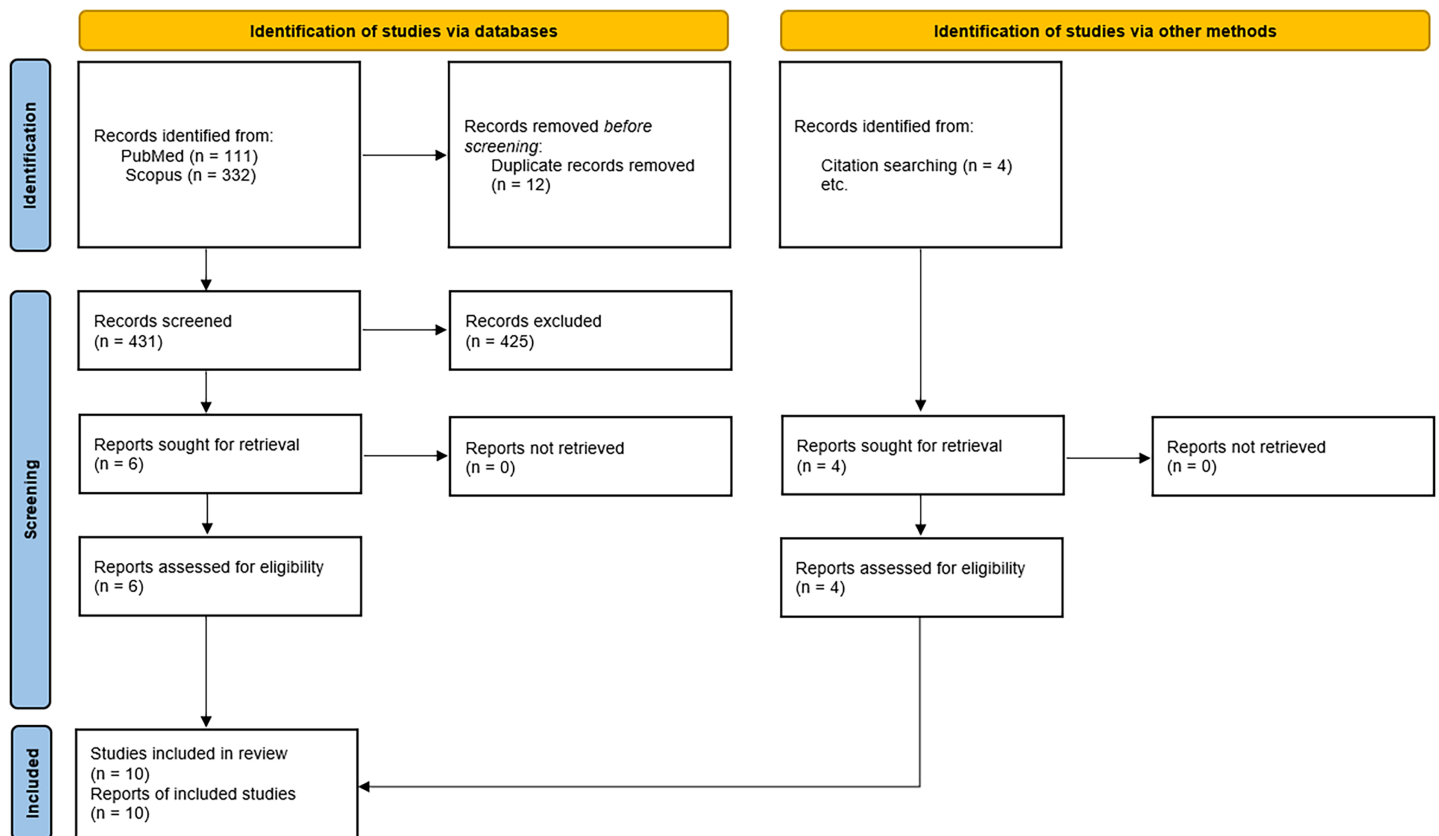 Identification of studies via databases
Identification of studies via other methods
Identification
Records identified from:
PubMed (n = 111)
Scopus (n = 332)
Records removed before
screening:
Duplicate records removed
(n = 12)
Records identified from:
Citation searching (n = 4)
etc.
Screening
Records screened
(n = 431)
Records excluded
(n = 425)
Reports sought for retrieval
(n = 6)
Reports not retrieved
(n = 0)
Reports sought for retrieval
(n = 4)
Reports not retrieved
(n = 0)
Reports assessed for eligibility
(n = 6)
Reports assessed for eligibility
(n = 4)
Included
Studies included in review
(n = 10)
Reports of included studies
(n = 10)